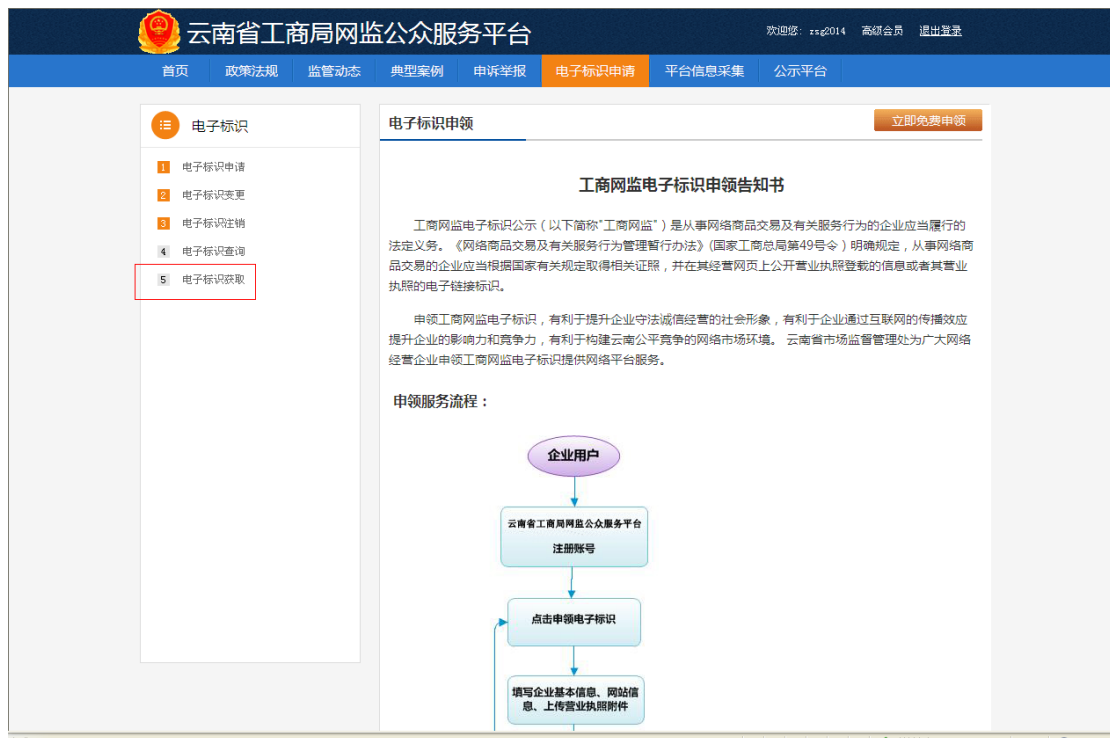 云南省工商局网监公众服务平台
欢迎您: zsg2014 高级会员 退出登录
首页 政策法规 监管动态 典型案例 申诉举报 电子标识申请 平台信息采集 公示平台
电子标识
1 电子标识申请
2 电子标识变更
3 电子标识注销
4 电子标识查询
5 电子标识获取
电子标识申领
立即免费申领
工商网监电子标识申领告知书
工商网监电子标识公示(以下简称"工商网监")是从事网络商品交易及有关服务行为的企业应当履行的
法定义务。《网络商品交易及有关服务行为管理暂行办法》(国家工商总局第49号令)明确规定,从事网络商
品交易的企业应当根据国家有关规定取得相关证照,并在其经营网页上公开营业执照登载的信息或者其营业
执照的电子链接标识。
申领工商网监电子标识,有利于提升企业守法诚信经营的社会形象,有利于企业通过互联网的传播效应
提升企业的影响力和竞争力,有利于构建云南公平竞争的网络市场环境。 云南省市场监督管理处为广大网络
经营企业申领工商网监电子标识提供网络平台服务。
申领服务流程:
企业用户
云南省工商局网监公众服务平台
注册账号
点击申领电子标识
填写企业基本信息、网站信
息、上传营业执照附件